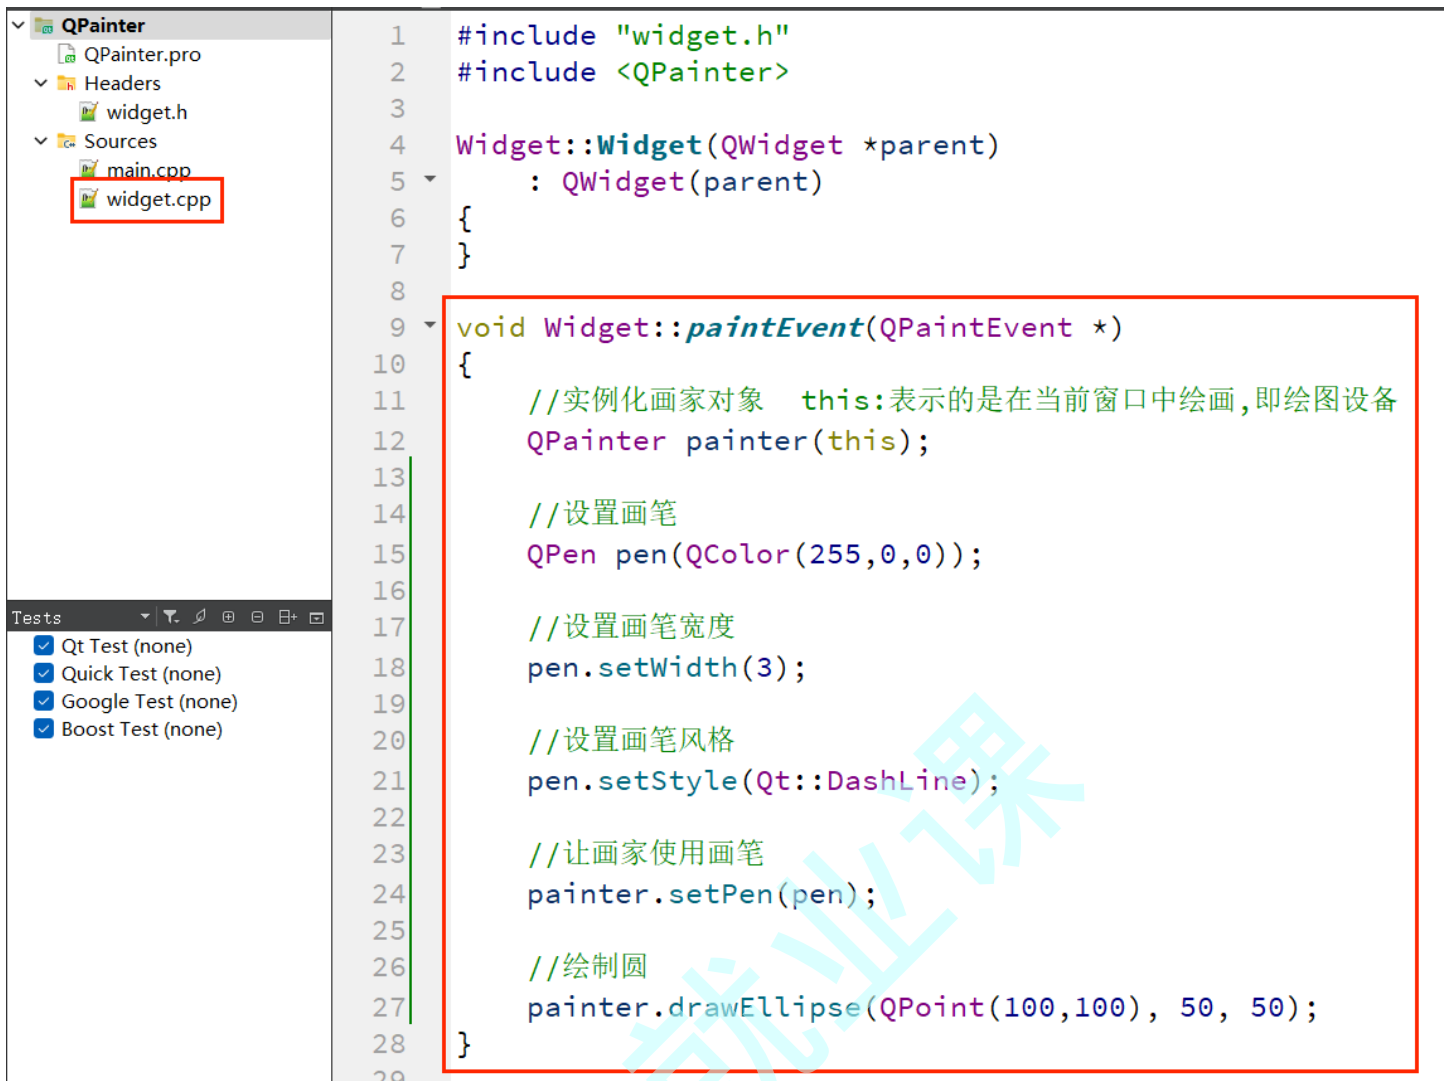 QPainter
QPainter.pro
Headers
widget.h
Sources
main.cpp
widget.cpp
Tests
Qt Test (none)
Quick Test (none)
Google Test (none)
Boost Test (none)
1 #include "widget.h"
2 #include <QPainter>
3
4 Widget::Widget(QWidget *parent)
5     : QWidget(parent)
6 {
7 }
8
9 void Widget::paintEvent(QPaintEvent *)
10 {
11     //实例化画家对象  this:表示的是在当前窗口中绘画,即绘图设备
12     QPainter painter(this);
13
14     //设置画笔
15     QPen pen(QColor(255,0,0));
16
17     //设置画笔宽度
18     pen.setWidth(3);
19
20     //设置画笔风格
21     pen.setStyle(Qt::DashLine);
22
23     //让画家使用画笔
24     painter.setPen(pen);
25
26     //绘制圆
27     painter.drawEllipse(QPoint(100,100), 50, 50);
28 }
29
就业课